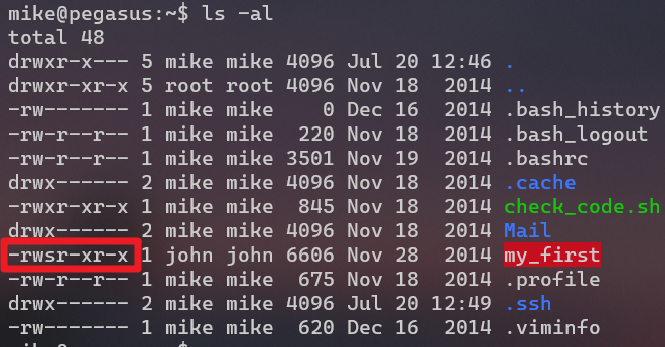 mike@pegasus:~$ ls -al
total 48
drwxr-x--- 5 mike mike 4096 Jul 20 12:46 .
drwxr-xr-x 5 root root 4096 Nov 18  2014 ..
-rw------- 1 mike mike    0 Dec 16  2014 .bash_history
-rw-r--r-- 1 mike mike  220 Nov 18  2014 .bash_logout
-rw-r--r-- 1 mike mike 3501 Nov 19  2014 .bashrc
drwx------ 2 mike mike 4096 Nov 18  2014 .cache
-rwxr-xr-x 1 mike mike  845 Nov 18  2014 check_code.sh
drwx------ 2 mike mike 4096 Nov 18  2014 Mail
-rwsr-xr-x 1 john john 6606 Nov 28  2014 my_first
-rw-r--r-- 1 mike mike  675 Nov 18  2014 .profile
drwx------ 2 mike mike 4096 Jul 20 12:49 .ssh
-rw------- 1 mike mike  620 Dec 16  2014 .viminfo